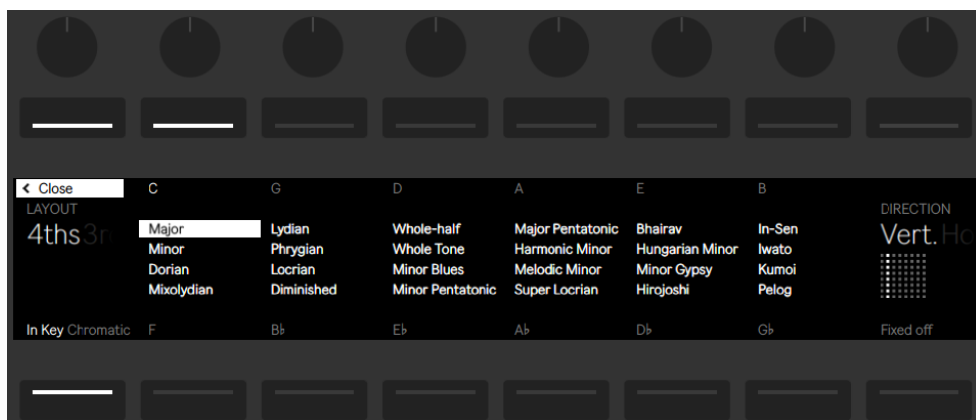 < Close C G D A E B
LAYOUT DIRECTION
4ths3r Vert.Ho
Major Lydian Whole-half Major Pentatonic Bhairav In-Sen
Minor Phrygian Whole Tone Harmonic Minor Hungarian Minor Iwato
Dorian Locrian Minor Blues Melodic Minor Minor Gypsy Kumoi
Mixolydian Diminished Minor Pentatonic Super Locrian Hirojoshi Pelog
In Key Chromatic F B♭ E♭ A♭ D♭ G♭ Fixed off